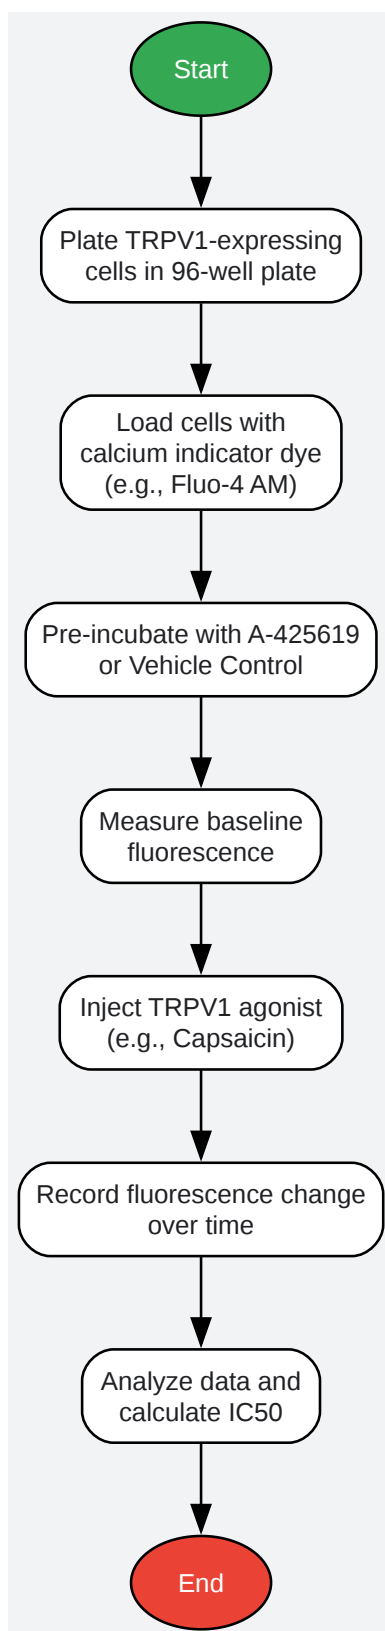 Start
Plate TRPV1-expressing
cells in 96-well plate
Load cells with
calcium indicator dye
(e.g., Fluo-4 AM)
Pre-incubate with A-425619
or Vehicle Control
Measure baseline
fluorescence
Inject TRPV1 agonist
(e.g., Capsaicin)
Record fluorescence change
over time
Analyze data and
calculate IC50
End